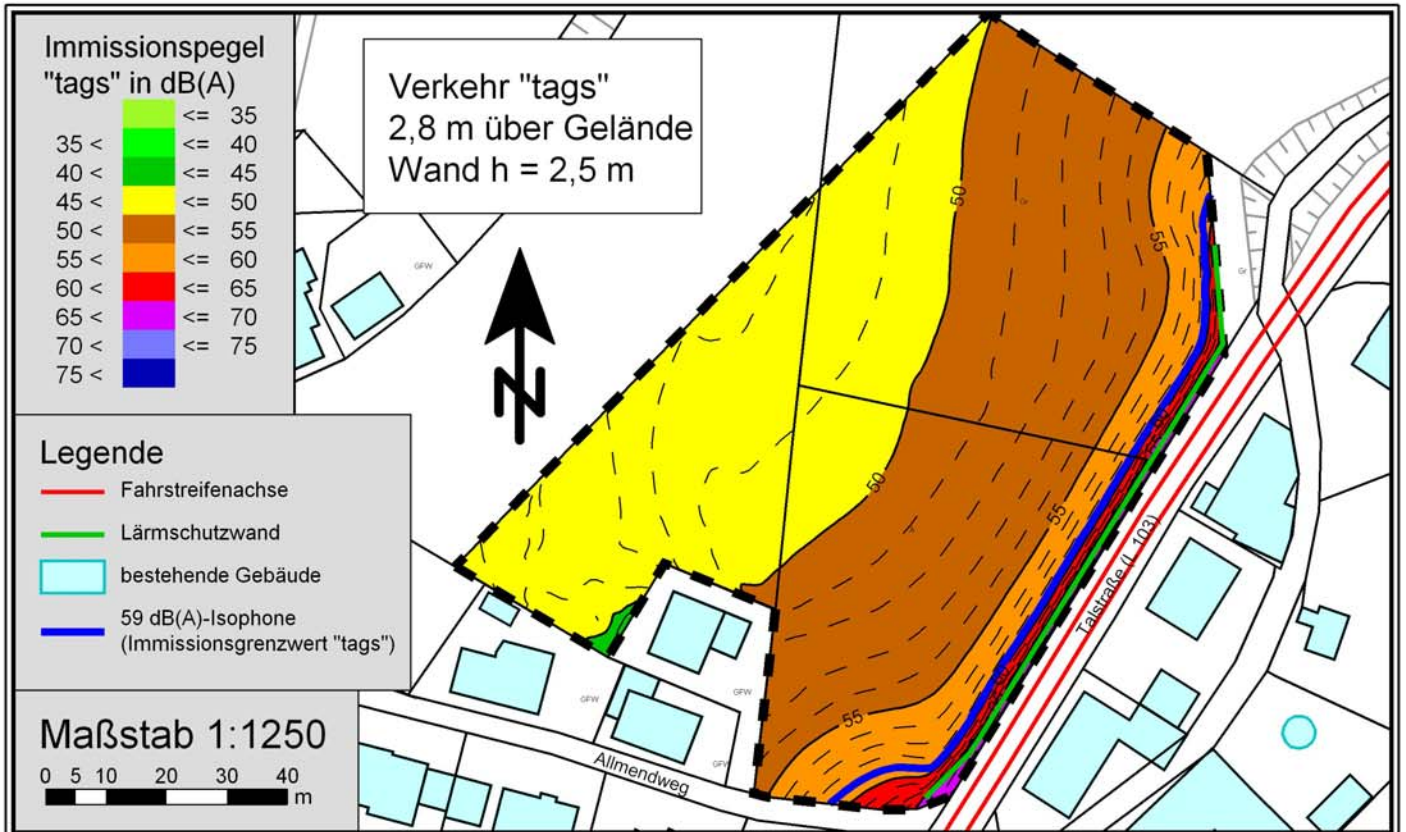 Immissionspegel
"tags" in dB(A)
<= 35
35 < <= 40
40 < <= 45
45 < <= 50
50 < <= 55
55 < <= 60
60 < <= 65
65 < <= 70
70 < <= 75
75 <
Verkehr "tags"
2,8 m über Gelände
Wand h = 2,5 m
N
Legende
Fahrstreifenachse
Lärmschutzwand
bestehende Gebäude
59 dB(A)-Isophone
(Immissionsgrenzwert "tags")
Maßstab 1:1250
0 5 10 20 30 40
m
GFW
50
Gr
55
Gr
50
55
Talstraße (L 103)
55
GFW
GFW
GFW
Allmendweg